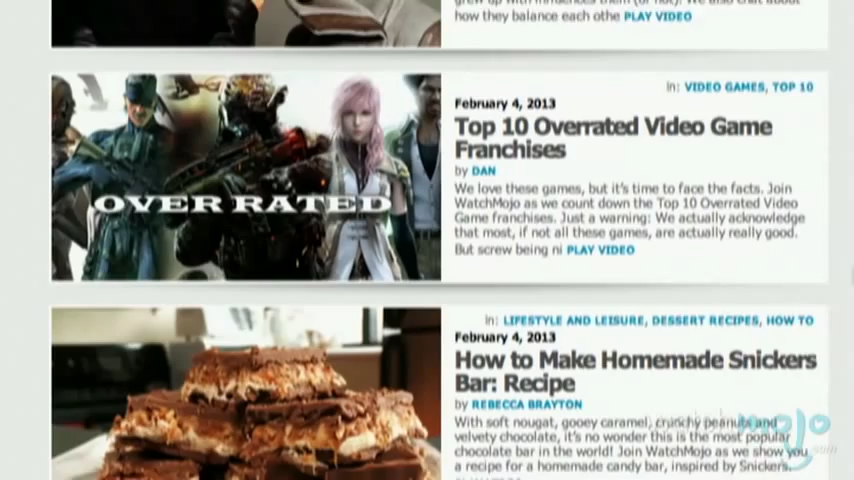 how they balance each othe PLAY VIDEO
In: VIDEO GAMES, TOP 10
February 4, 2013
Top 10 Overrated Video Game
Franchises
by DAN
We love these games, but it's time to face the facts. Join
WatchMojo as we count down the Top 10 Overrated Video
Game franchises. Just a warning: We actually acknowledge
that most, if not all these games, are actually really good.
But screw being ni PLAY VIDEO
OVERRATED
In: LIFESTYLE AND LEISURE, DESSERT RECIPES, HOW TO
February 4, 2013
How to Make Homemade Snickers
Bar: Recipe
by REBECCA BRAYTON
With soft nougat, gooey caramel, crunchy peanuts
velvety chocolate, it's no wonder this is the most popular
chocolate bar in the world! Join WatchMojo as we show you
a recipe for a homemade candy bar, inspired by Snickers.
mojo
.com